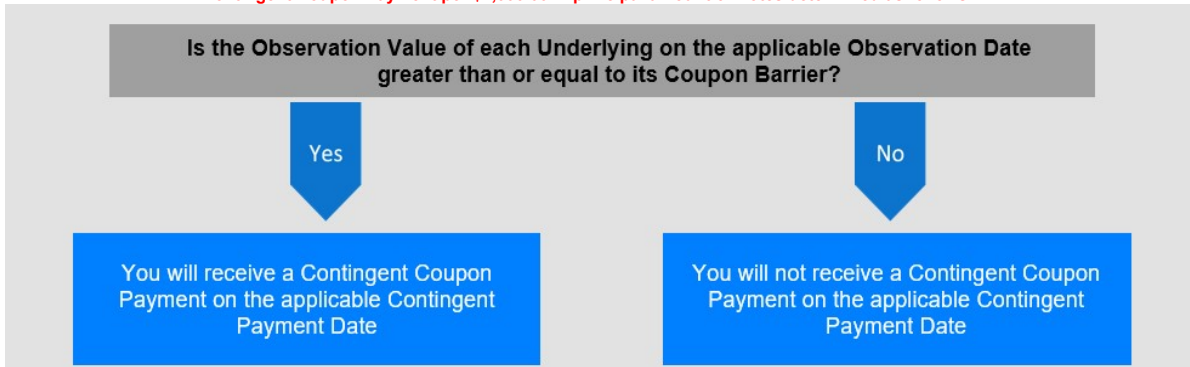 Is the Observation Value of each Underlying on the applicable Observation Date
greater than or equal to its Coupon Barrier?
Yes
No
You will receive a Contingent Coupon
Payment on the applicable Contingent
Payment Date
You will not receive a Contingent Coupon
Payment on the applicable Contingent
Payment Date